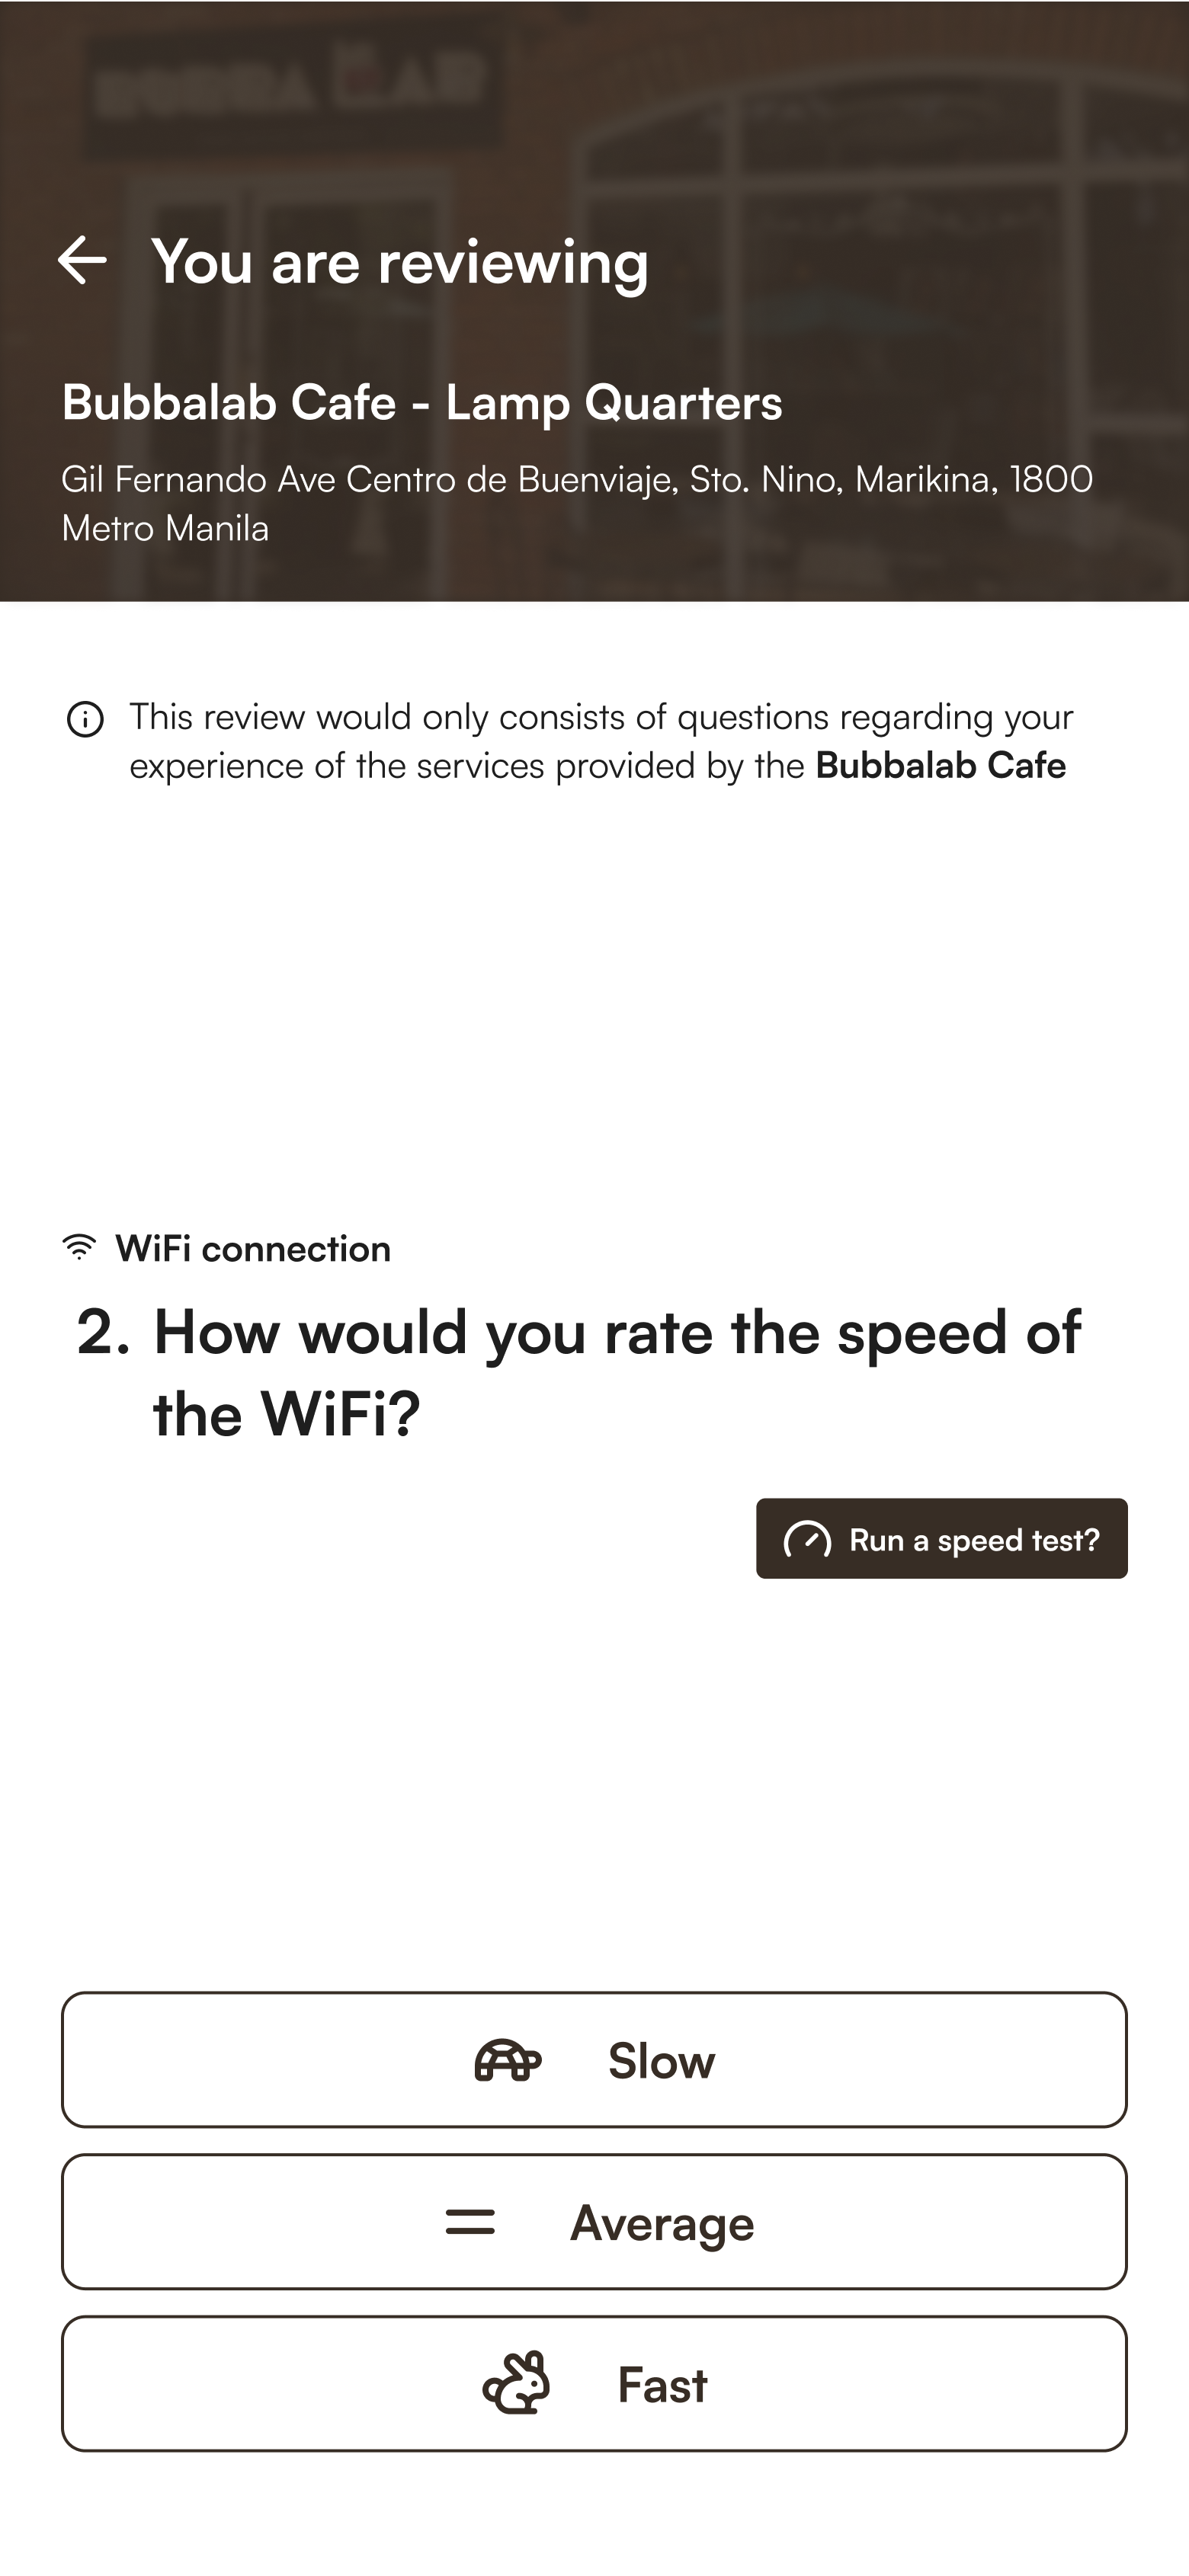 You are reviewing
Bubbalab Cafe - Lamp Quarters
Gil Fernando Ave Centro de Buenviaje, Sto. Nino, Marikina, 1800
Metro Manila
This review would only consists of questions regarding your
experience of the services provided by the Bubbalab Cafe
WiFi connection
2. How would you rate the speed of
the WiFi?
Run a speed test?
Slow
Average
Fast